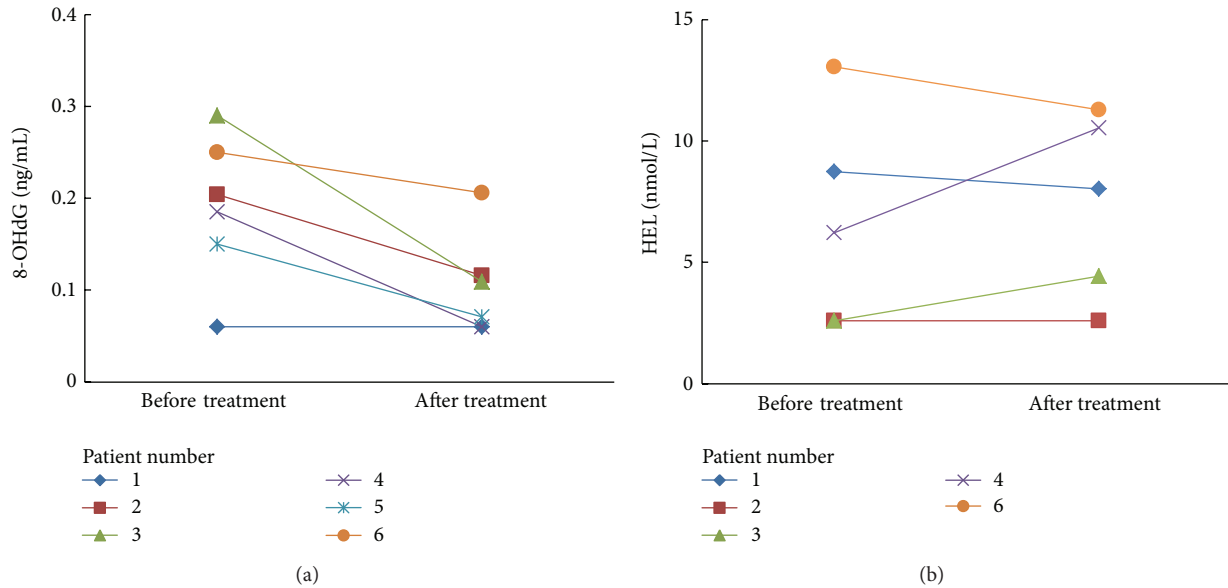 0.4
0.3
0.2
0.1
0
8-OHdG (ng/mL)
Before treatment
After treatment
Patient number
1
2
3
4
5
6
(a)
15
10
5
0
HEL (nmol/L)
Before treatment
After treatment
Patient number
1
2
3
4
6
(b)